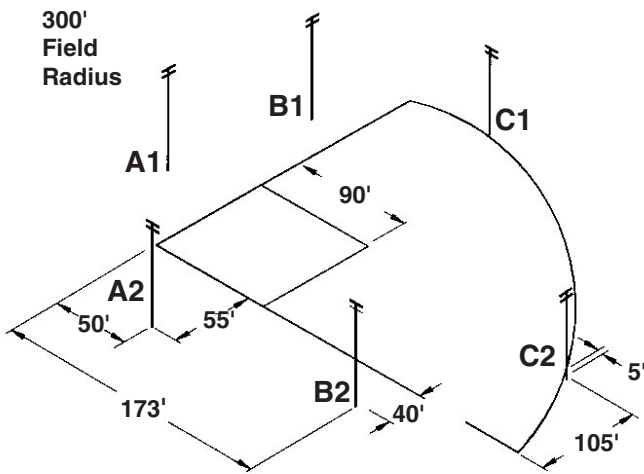 300'
Field
Radius
B1
C1
A1
90'
A2
50'
55'
C2
5'
173'
B2
40'
105'